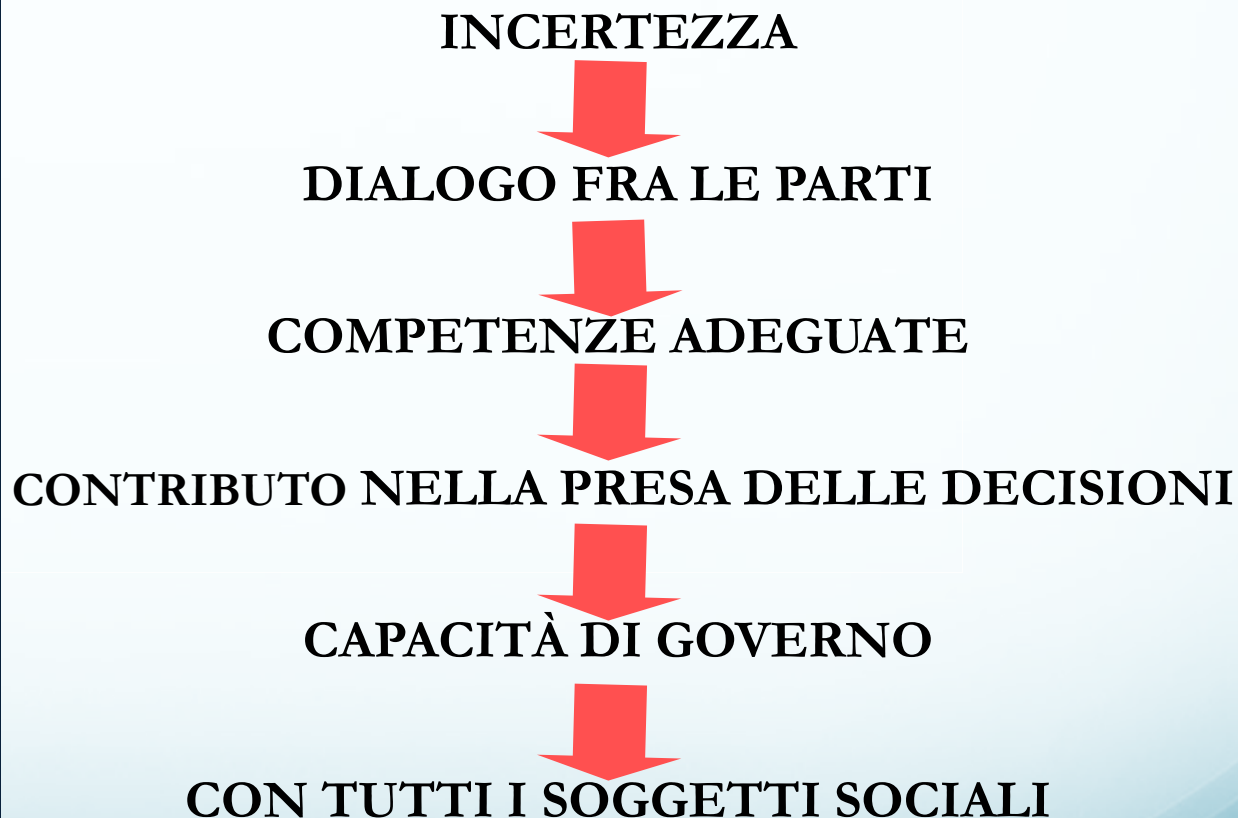 INCERTEZZA
DIALOGO FRA LE PARTI
COMPETENZE ADEGUATE
CONTRIBUTO NELLA PRESA DELLE DECISIONI
CAPACITÀ DI GOVERNO
CON TUTTI I SOGGETTI SOCIALI